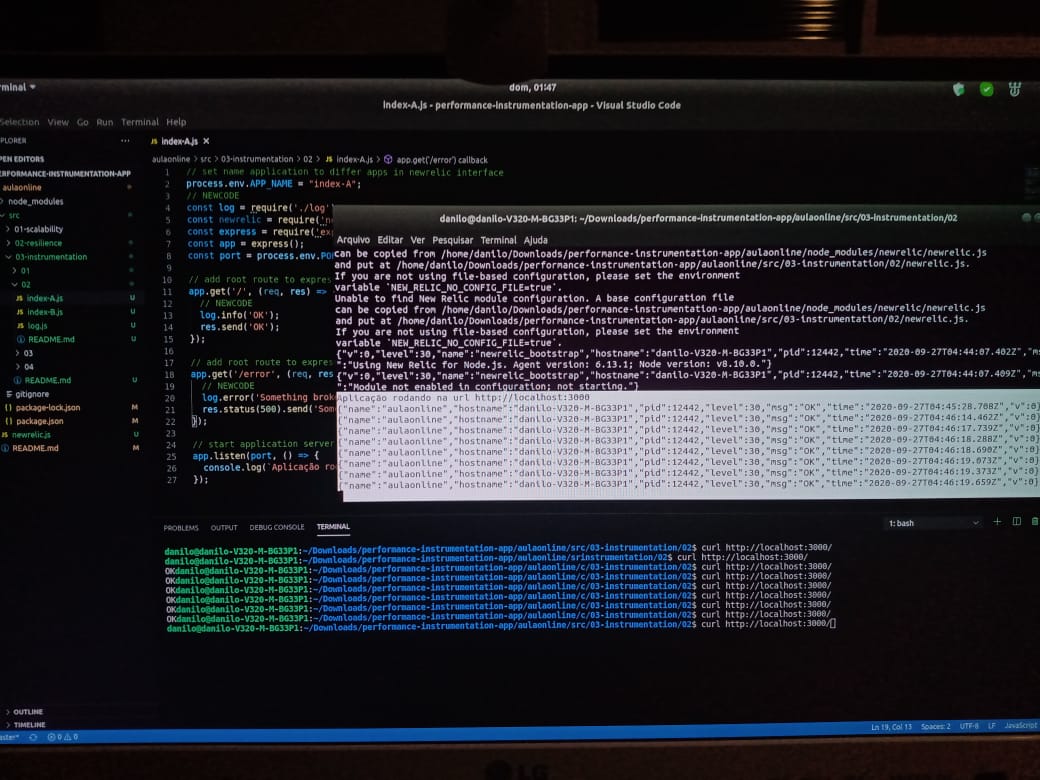 rminal
dom, 01:47
index-A.js - performance-instrumentation-app - Visual Studio Code
Selection View Go Run Terminal Help
PLORER ···
PEN EDITORS
ERFORMANCE-INSTRUMENTATION-APP
aulaonline
> node_modules
src
> 01-scalability
> 02-resilience
03-instrumentation
> 01
02
JS index-A.js U
JS index-B.js U
JS log.js U
README.md U
> 03
> 04
README.md U
gitignore
{} package-lock.json M
{} package.json M
newrelic.js U
README.md M
> OUTLINE
> TIMELINE
JS index-A.js ×
aulaonline > src > 03-instrumentation > 02 > JS index-A.js > app.get('/error') callback
1 // set name application to differ apps in newrelic interface
2 process.env.APP_NAME = "index-A";
3 // NEWCODE
4 const log = require('./log'
5 const newrelic = require('n
6 const express = require('ex
7 const app = express();
8 const port = process.env.PO
9
10 // add root route to expres
11 app.get('/', (req, res) =>
12 // NEWCODE
13 log.info('OK');
14 res.send('OK');
15 });
16
17 // add root route to expres
18 app.get('/error', (req, res
19 // NEWCODE
20 log.error('Something brok
21 res.status(500).send('Som
22 });
23
24 // start application server
25 app.listen(port, () => {
26 console.log(`Aplicação ro
27 });
danilo@danilo-V320-M-BG33P1: ~/Downloads/performance-instrumentation-app/aulaonline/src/03-instrumentation/02
Arquivo Editar Ver Pesquisar Terminal Ajuda
can be copied from /home/danilo/Downloads/performance-instrumentation-app/aulaonline/node_modules/newrelic/newrelic.js
and put at /home/danilo/Downloads/performance-instrumentation-app/aulaonline/src/03-instrumentation/02/newrelic.js.
If you are not using file-based configuration, please set the environment
variable `NEW_RELIC_NO_CONFIG_FILE=true`.
Unable to find New Relic module configuration. A base configuration file
can be copied from /home/danilo/Downloads/performance-instrumentation-app/aulaonline/node_modules/newrelic/newrelic.js
and put at /home/danilo/Downloads/performance-instrumentation-app/aulaonline/src/03-instrumentation/02/newrelic.js.
If you are not using file-based configuration, please set the environment
variable `NEW_RELIC_NO_CONFIG_FILE=true`.
{"v":0,"level":30,"name":"newrelic_bootstrap","hostname":"danilo-V320-M-BG33P1","pid":12442,"time":"2020-09-27T04:44:07.402Z","ms
":"Using New Relic for Node.js. Agent version: 6.13.1; Node version: v8.10.0."}
{"v":0,"level":30,"name":"newrelic_bootstrap","hostname":"danilo-V320-M-BG33P1","pid":12442,"time":"2020-09-27T04:44:07.409Z","ms
":"Module not enabled in configuration; not starting."}
Aplicação rodando na url http://localhost:3000
{"name":"aulaonline","hostname":"danilo-V320-M-BG33P1","pid":12442,"level":30,"msg":"OK","time":"2020-09-27T04:45:28.708Z","v":0}
{"name":"aulaonline","hostname":"danilo-V320-M-BG33P1","pid":12442,"level":30,"msg":"OK","time":"2020-09-27T04:46:14.462Z","v":0}
{"name":"aulaonline","hostname":"danilo-V320-M-BG33P1","pid":12442,"level":30,"msg":"OK","time":"2020-09-27T04:46:17.739Z","v":0}
{"name":"aulaonline","hostname":"danilo-V320-M-BG33P1","pid":12442,"level":30,"msg":"OK","time":"2020-09-27T04:46:18.288Z","v":0}
{"name":"aulaonline","hostname":"danilo-V320-M-BG33P1","pid":12442,"level":30,"msg":"OK","time":"2020-09-27T04:46:18.690Z","v":0}
{"name":"aulaonline","hostname":"danilo-V320-M-BG33P1","pid":12442,"level":30,"msg":"OK","time":"2020-09-27T04:46:19.073Z","v":0}
{"name":"aulaonline","hostname":"danilo-V320-M-BG33P1","pid":12442,"level":30,"msg":"OK","time":"2020-09-27T04:46:19.373Z","v":0}
{"name":"aulaonline","hostname":"danilo-V320-M-BG33P1","pid":12442,"level":30,"msg":"OK","time":"2020-09-27T04:46:19.659Z","v":0}
PROBLEMS OUTPUT DEBUG CONSOLE TERMINAL
1: bash
danilo@danilo-V320-M-BG33P1:~/Downloads/performance-instrumentation-app/aulaonline/src/03-instrumentation/02$ curl http://localhost:3000/
danilo@danilo-V320-M-BG33P1:~/Downloads/performance-instrumentation-app/aulaonline/srinstrumentation/02$ curl http://localhost:3000/
OKdanilo@danilo-V320-M-BG33P1:~/Downloads/performance-instrumentation-app/aulaonline/c/03-instrumentation/02$ curl http://localhost:3000/
OKdanilo@danilo-V320-M-BG33P1:~/Downloads/performance-instrumentation-app/aulaonline/c/03-instrumentation/02$ curl http://localhost:3000/
OKdanilo@danilo-V320-M-BG33P1:~/Downloads/performance-instrumentation-app/aulaonline/c/03-instrumentation/02$ curl http://localhost:3000/
OKdanilo@danilo-V320-M-BG33P1:~/Downloads/performance-instrumentation-app/aulaonline/c/03-instrumentation/02$ curl http://localhost:3000/
OKdanilo@danilo-V320-M-BG33P1:~/Downloads/performance-instrumentation-app/aulaonline/c/03-instrumentation/02$ curl http://localhost:3000/
OKdanilo@danilo-V320-M-BG33P1:~/Downloads/performance-instrumentation-app/aulaonline/c/03-instrumentation/02$ curl http://localhost:3000/
danilo@danilo-V320-M-BG33P1:~/Downloads/performance-instrumentation-app/aulaonline/src/03-instrumentation/02$ curl http://localhost:3000/
aster* 0 0
Ln 19, Col 13 Spaces: 2 UTF-8 LF JavaScript
LG